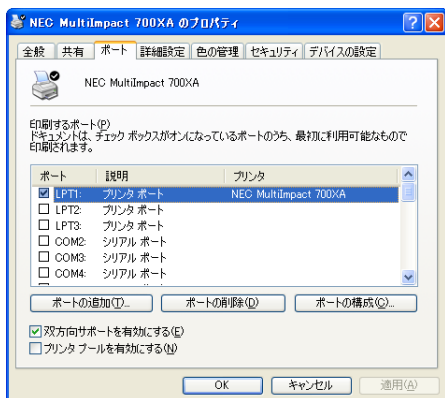 NEC MultiImpact 700XA のプロパティ
全般 共有 ポート 詳細設定 色の管理 セキュリティ デバイスの設定
NEC MultiImpact 700XA
印刷するポート(P)
ドキュメントは、チェック ボックスがオンになっているポートのうち、最初に利用可能なもので
印刷されます。
ポート 説明 プリンタ
LPT1: プリンタ ポート NEC MultiImpact 700XA
LPT2: プリンタ ポート
LPT3: プリンタ ポート
COM2: シリアル ポート
COM3: シリアル ポート
COM4: シリアル ポート
ポートの追加(T)... ポートの削除(D) ポートの構成(C)...
双方向サポートを有効にする(E)
プリンタ プールを有効にする(N)
OK キャンセル 適用(A)